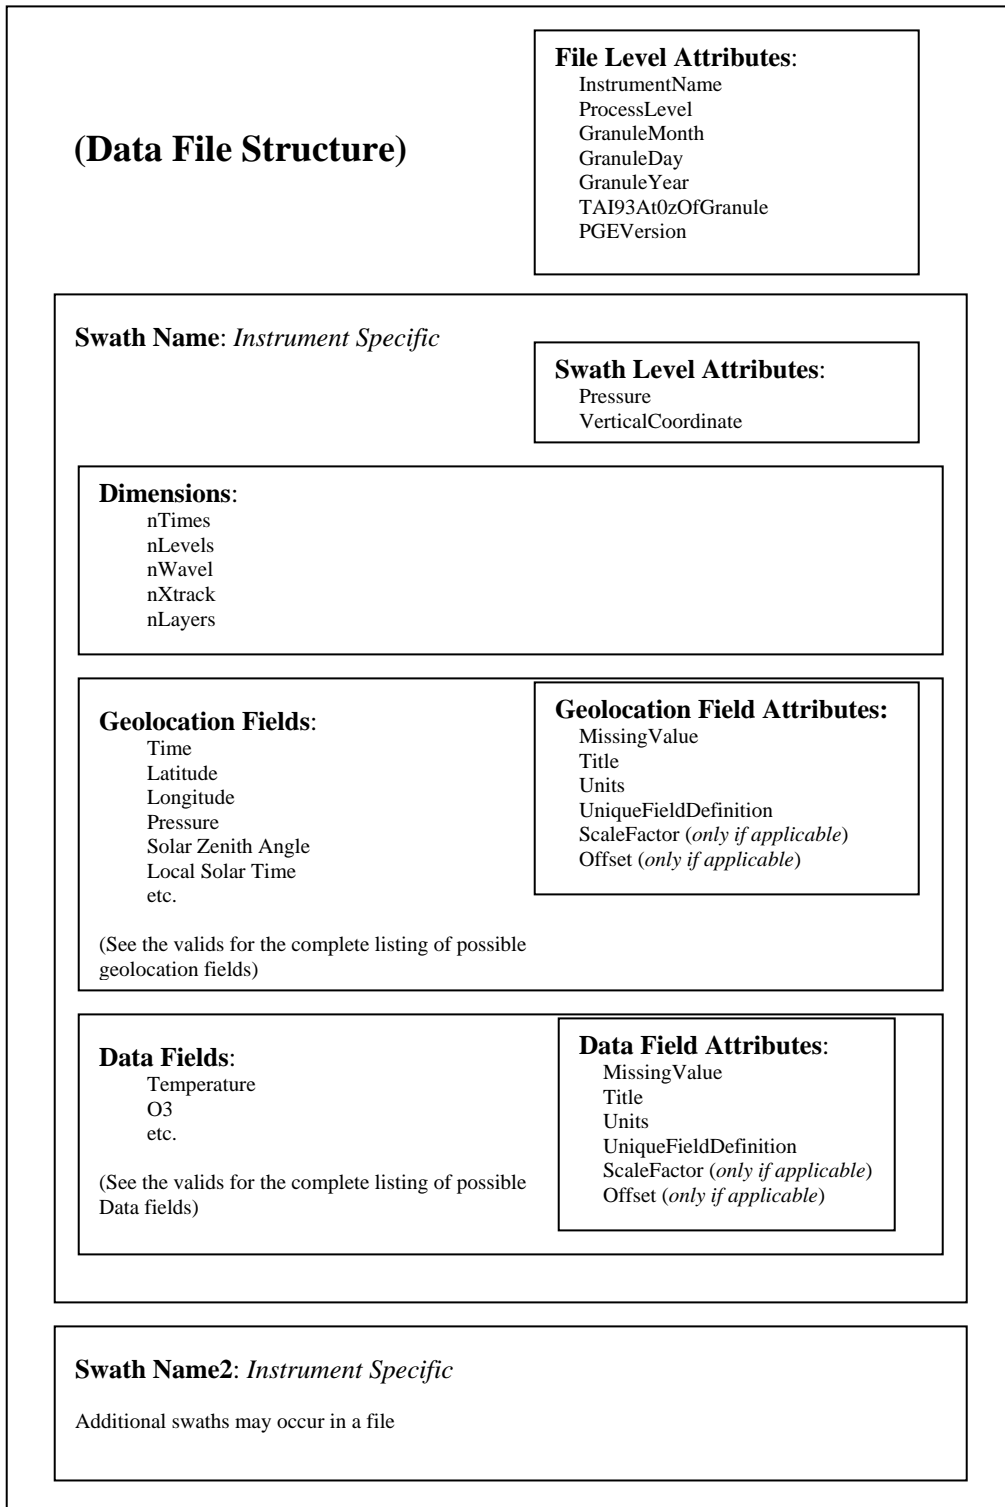 (Data File Structure)
File Level Attributes:
InstrumentName
ProcessLevel
GranuleMonth
GranuleDay
GranuleYear
TAI93At0zOfGranule
PGEVersion
Swath Name: Instrument Specific
Swath Level Attributes:
Pressure
VerticalCoordinate
Dimensions:
nTimes
nLevels
nWavel
nXtrack
nLayers
Geolocation Fields:
Time
Latitude
Longitude
Pressure
Solar Zenith Angle
Local Solar Time
etc.
(See the valids for the complete listing of possible
geolocation fields)
Geolocation Field Attributes:
MissingValue
Title
Units
UniqueFieldDefinition
ScaleFactor (only if applicable)
Offset (only if applicable)
Data Fields:
Temperature
O3
etc.
(See the valids for the complete listing of possible
Data fields)
Data Field Attributes:
MissingValue
Title
Units
UniqueFieldDefinition
ScaleFactor (only if applicable)
Offset (only if applicable)
Swath Name2: Instrument Specific
Additional swaths may occur in a file